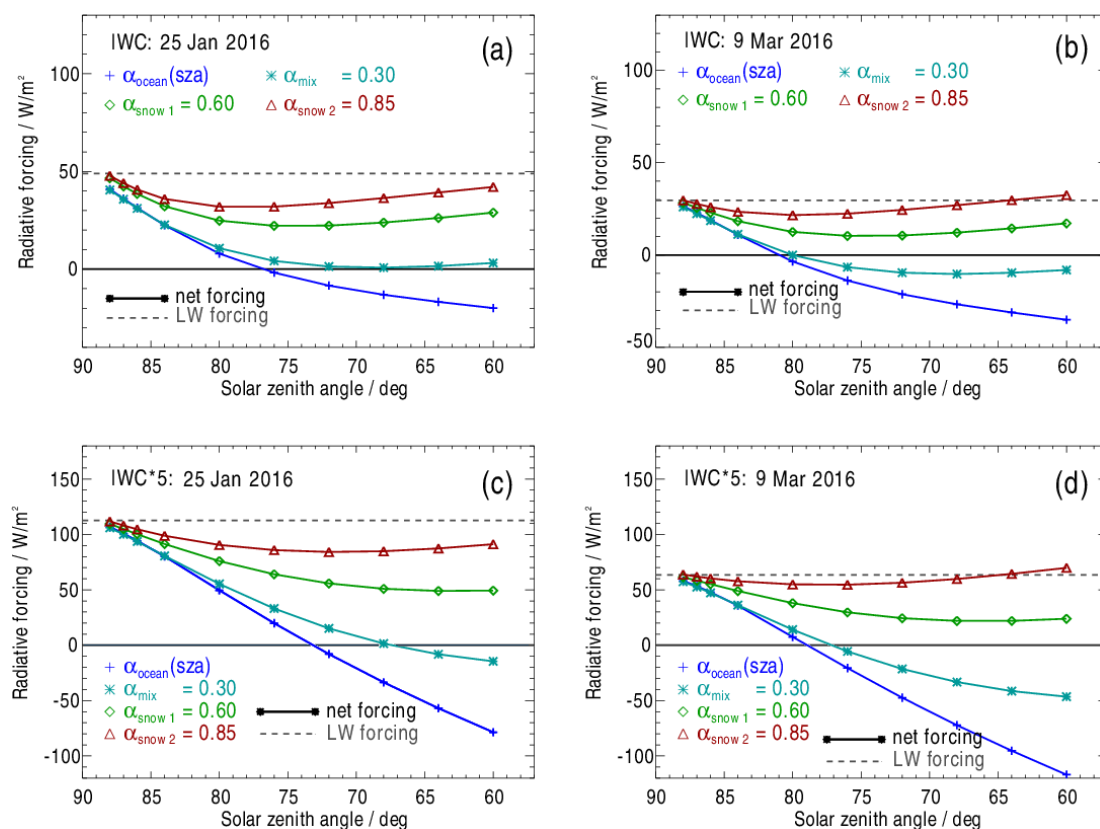 IWC: 25 Jan 2016
(a)
α_ocean(sza)
α_mix = 0.30
α_snow 1 = 0.60
α_snow 2 = 0.85
net forcing
LW forcing
Radiative forcing / W/m²
100
50
0
90 85 80 75 70 65 60
Solar zenith angle / deg
IWC: 9 Mar 2016
(b)
α_ocean(sza)
α_mix = 0.30
α_snow 1 = 0.60
α_snow 2 = 0.85
net forcing
LW forcing
Radiative forcing / W/m²
100
50
0
-50
90 85 80 75 70 65 60
Solar zenith angle / deg
IWC*5: 25 Jan 2016
(c)
α_ocean(sza)
α_mix = 0.30
α_snow 1 = 0.60
α_snow 2 = 0.85
net forcing
LW forcing
Radiative forcing / W/m²
150
100
50
0
-50
-100
90 85 80 75 70 65 60
Solar zenith angle / deg
IWC*5: 9 Mar 2016
(d)
α_ocean(sza)
α_mix = 0.30
α_snow 1 = 0.60
α_snow 2 = 0.85
net forcing
LW forcing
Radiative forcing / W/m²
150
100
50
0
-50
-100
90 85 80 75 70 65 60
Solar zenith angle / deg